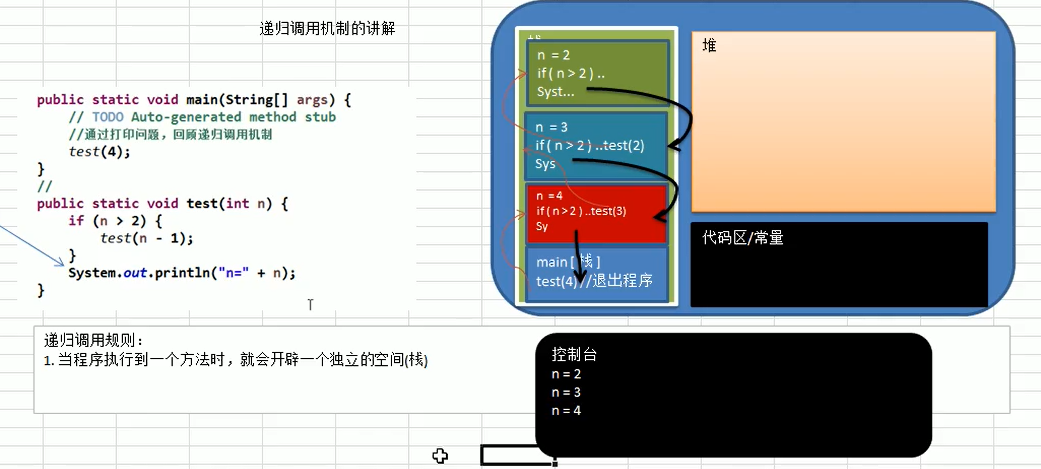 递归调用机制的讲解
public static void main(String[] args) {
// TODO Auto-generated method stub
//通过打印问题，回顾递归调用机制
test(4);
}
//
public static void test(int n) {
if (n > 2) {
test(n - 1);
}
System.out.println("n=" + n);
}
n = 2
if ( n > 2 ) ..
Syst...
n = 3
if ( n > 2 ) ..test(2)
Sys
n = 4
if ( n > 2 ) ..test(3)
Sy
main [ 栈 ]
test(4)//退出程序
堆
代码区/常量
递归调用规则：
1. 当程序执行到一个方法时，就会开辟一个独立的空间(栈)
控制台
n = 2
n = 3
n = 4